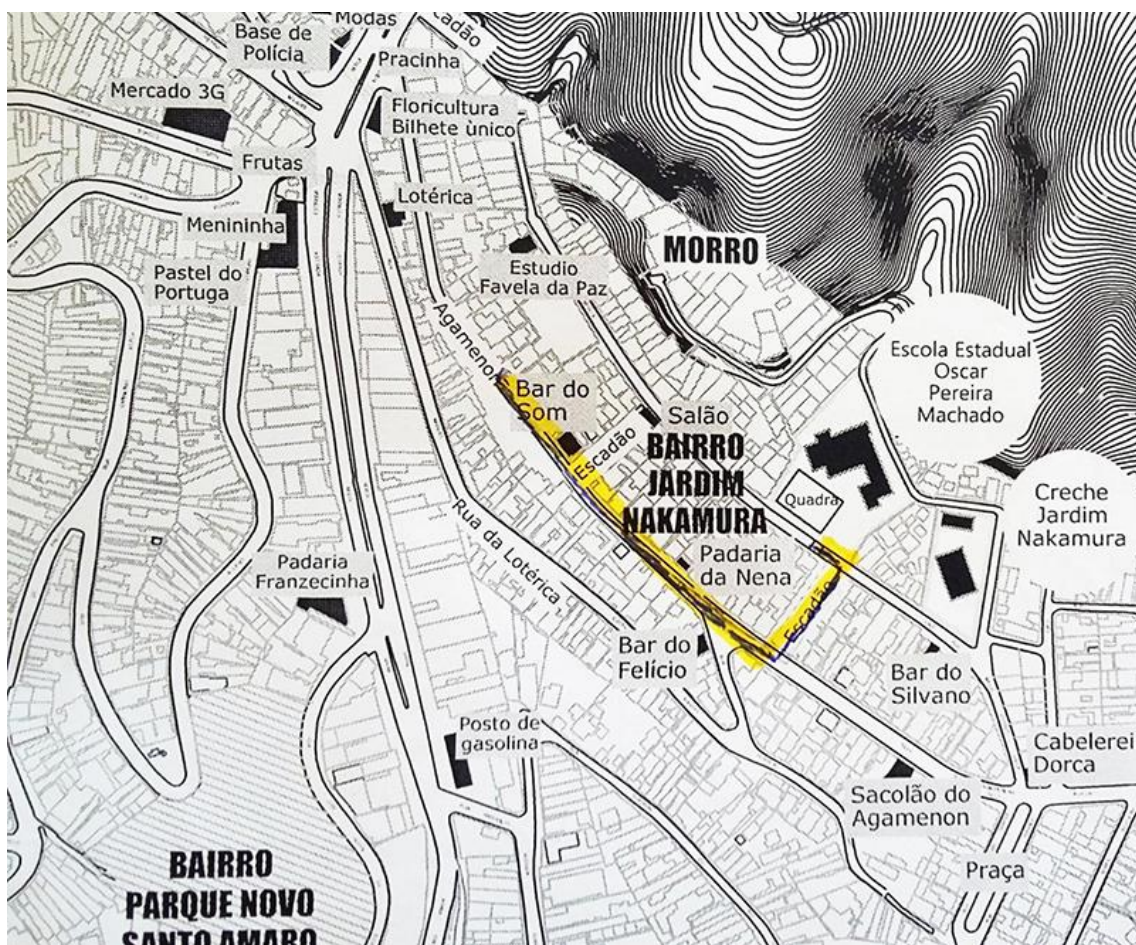 Modas
cadão
Base de
Polícia
Pracinha
Mercado 3G
Floricultura
Bilhete ùnico
Frutas
Lotérica
Menininha
Pastel do
Portuga
Estudio
Favela da Paz
MORRO
Agamenon
Escola Estadual
Oscar
Pereira
Machado
Bar do
Som
Salão
Escadão
BAIRRO
JARDIM
NAKAMURA
Quadra
Creche
Jardim
Nakamura
Rua da Lotérica
Padaria
da Nena
Padaria
Franzecinha
Escadão
Bar do
Felício
Bar do
Silvano
Posto de
gasolina
Cabelerei
Dorca
Sacolão do
Agamenon
Praça
BAIRRO
PARQUE NOVO
SANTO AMARO